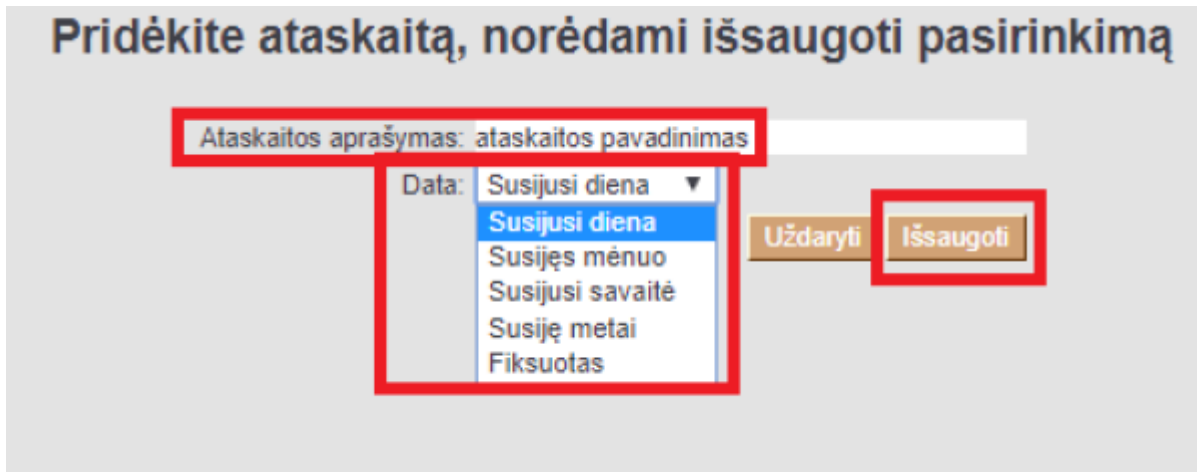 Pridėkite ataskaitą, norėdami išsaugoti pasirinkimą
Ataskaitos aprašymas: ataskaitos pavadinimas
Data: Susijusi diena
Susijusi diena
Susijęs mėnuo
Susijusi savaitė
Susiję metai
Fiksuotas
Uždaryti Išsaugoti